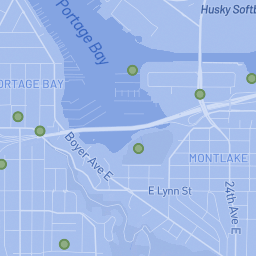 Husky Softb
Portage Bay
PORTAGE BAY
Boyer Ave E
MONTLAKE
E Lynn St
24th Ave E